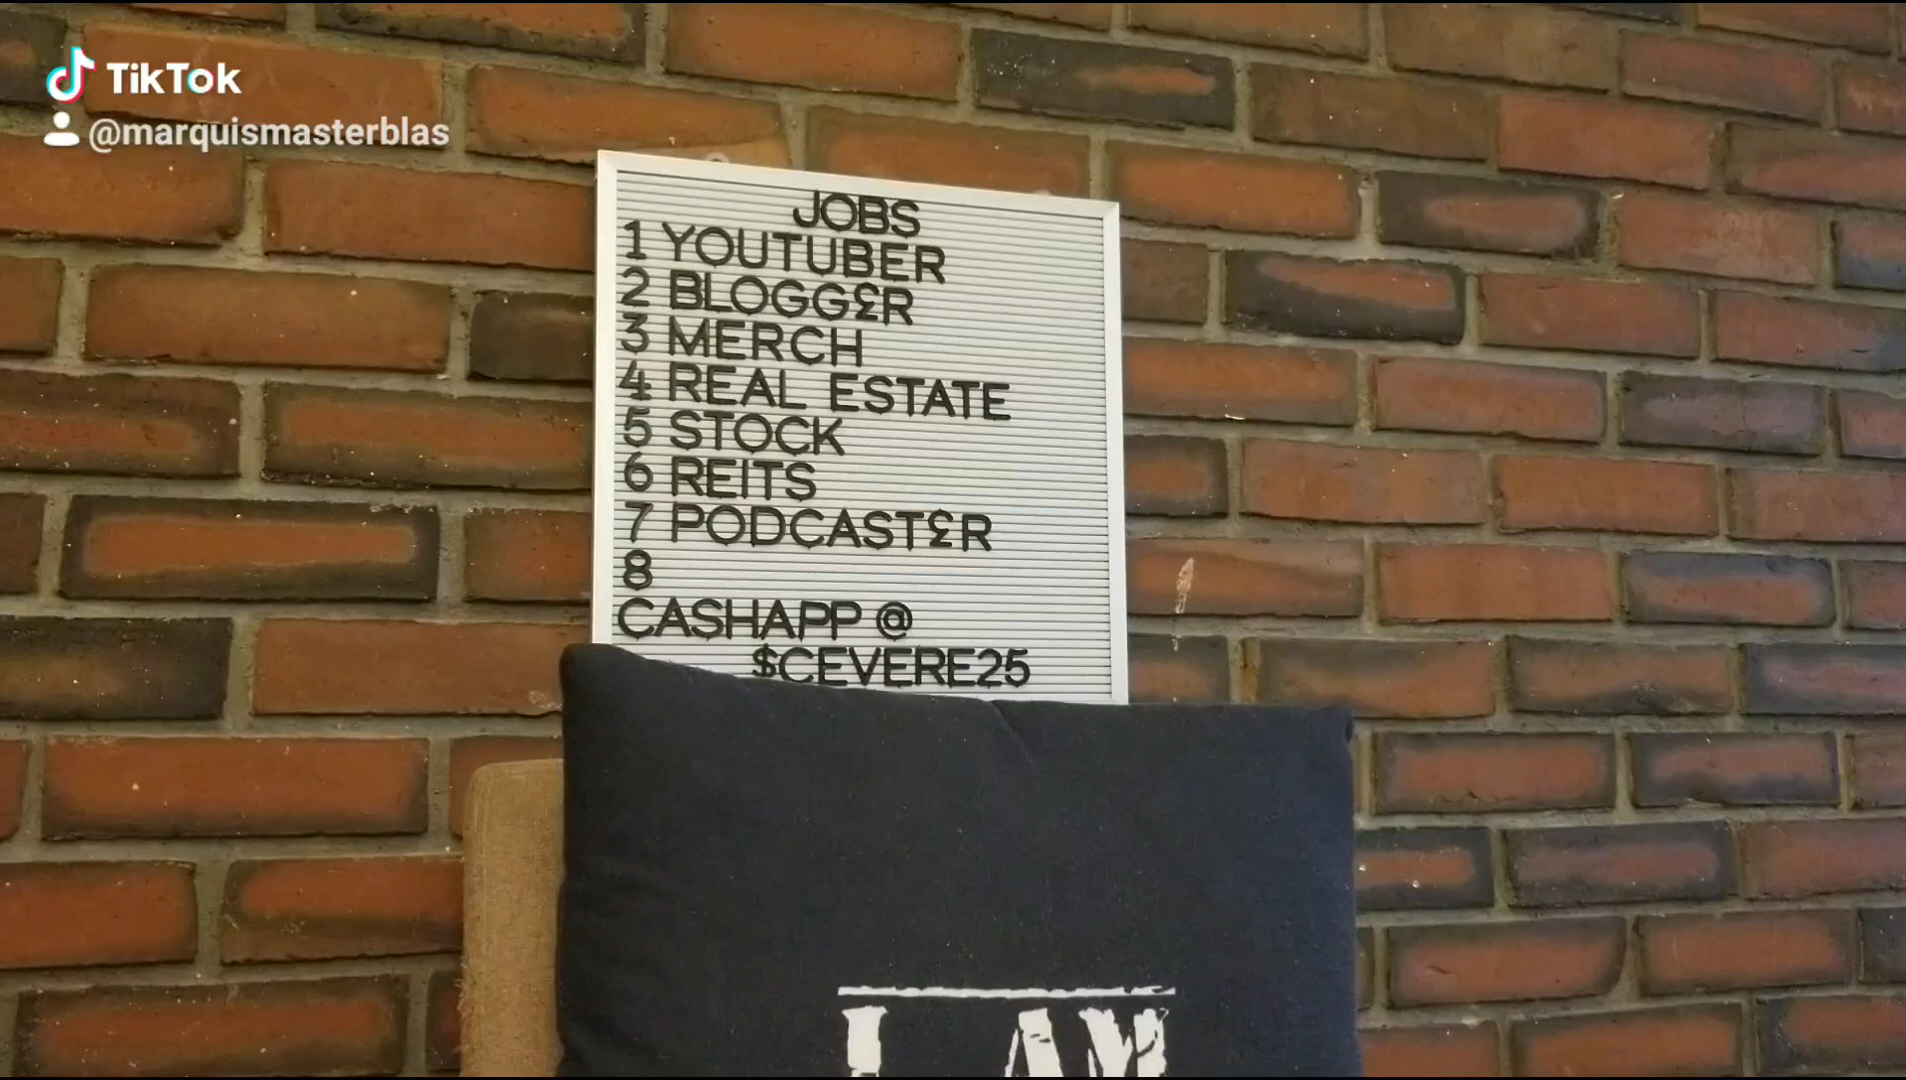 TikTok
@marquismasterblas
JOBS
1 YOUTUBER
2 BLOGG£R
3 MERCH
4 REAL ESTATE
5 STOCK
6 REITS
7 PODCAST£R
8
CASHAPP @
$CEVERE25